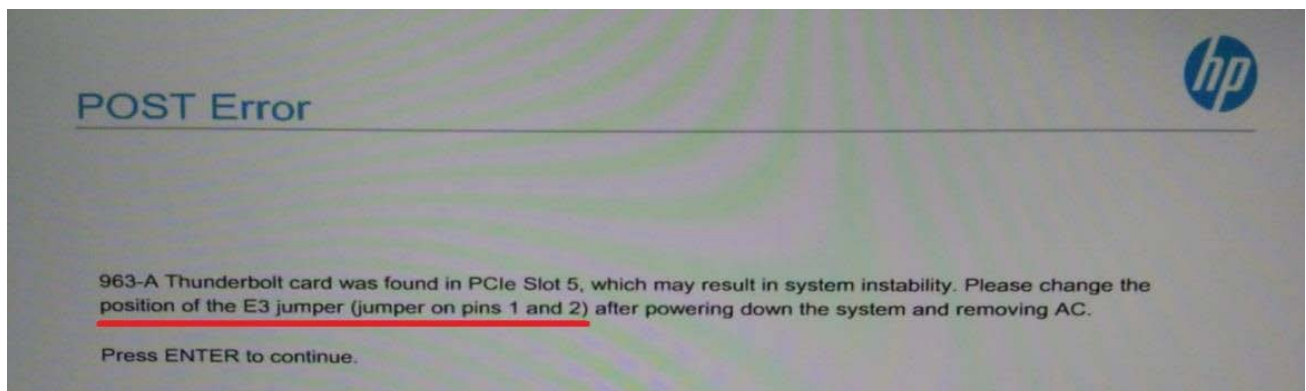 hp
POST Error
963-A Thunderbolt card was found in PCIe Slot 5, which may result in system instability. Please change the
position of the E3 jumper (jumper on pins 1 and 2) after powering down the system and removing AC.
Press ENTER to continue.